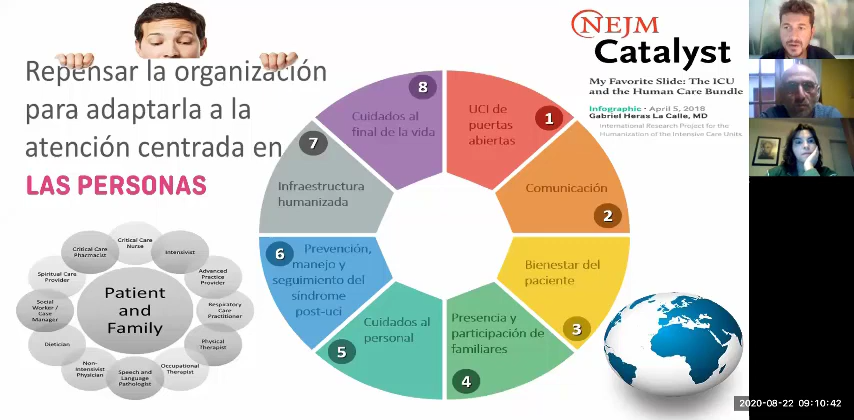 Repensar la organización
para adaptarla a la
atención centrada en
LAS PERSONAS
NEJM
Catalyst
My Favorite Slide: The ICU
and the Human Care Bundle
Infographic · April 5, 2018
Gabriel Heras La Calle, MD
International Research Project for the
Humanization of the Intensive Care Units
1
UCI de
puertas
abiertas
2
Comunicación
3
Bienestar del
paciente
4
Presencia y
participación de
familiares
5
Cuidados al
personal
6
Prevención,
manejo y
seguimiento del
síndrome
post-uci
7
Infraestructura
humanizada
8
Cuidados al
final de la vida
Patient
and
Family
Critical Care
Nurse
Intensivist
Advanced
Practice
Provider
Respiratory
Care
Practitioner
Physical
Therapist
Occupational
Therapist
Speech and
Language
Pathologist
Non-
Intensivist
Physician
Dietician
Social
Worker /
Case
Manager
Spiritual Care
Provider
Critical Care
Pharmacist
2020-08-22 09:10:42